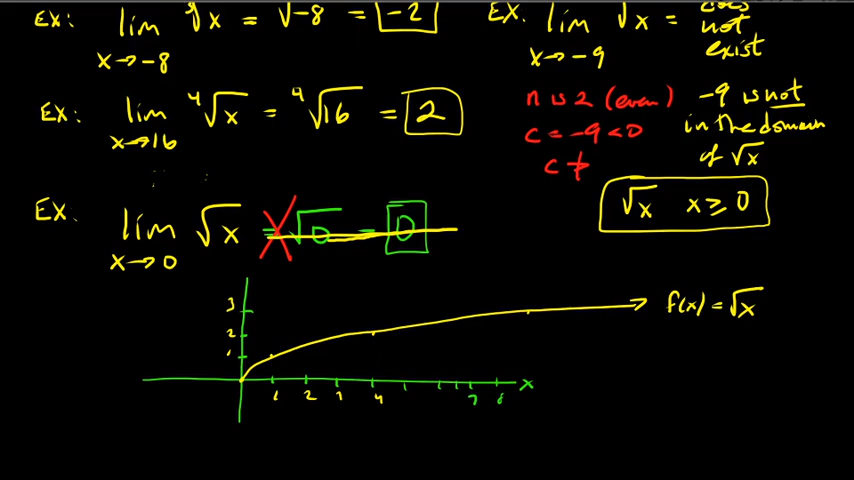 Ex: lim ³√x = √-8 = -2
x→-8
Ex. lim √x = does not exist
x→-9
Ex: lim ⁴√x = ⁴√16 = 2
x→16
n is 2 (even)
c = -9 < 0
c ≠
-9 is not
in the domain
of √x
√x x ≥ 0
Ex: lim √x = √0 = 0
x→0
3
2
1
f(x) = √x
1 2 3 4 7 x